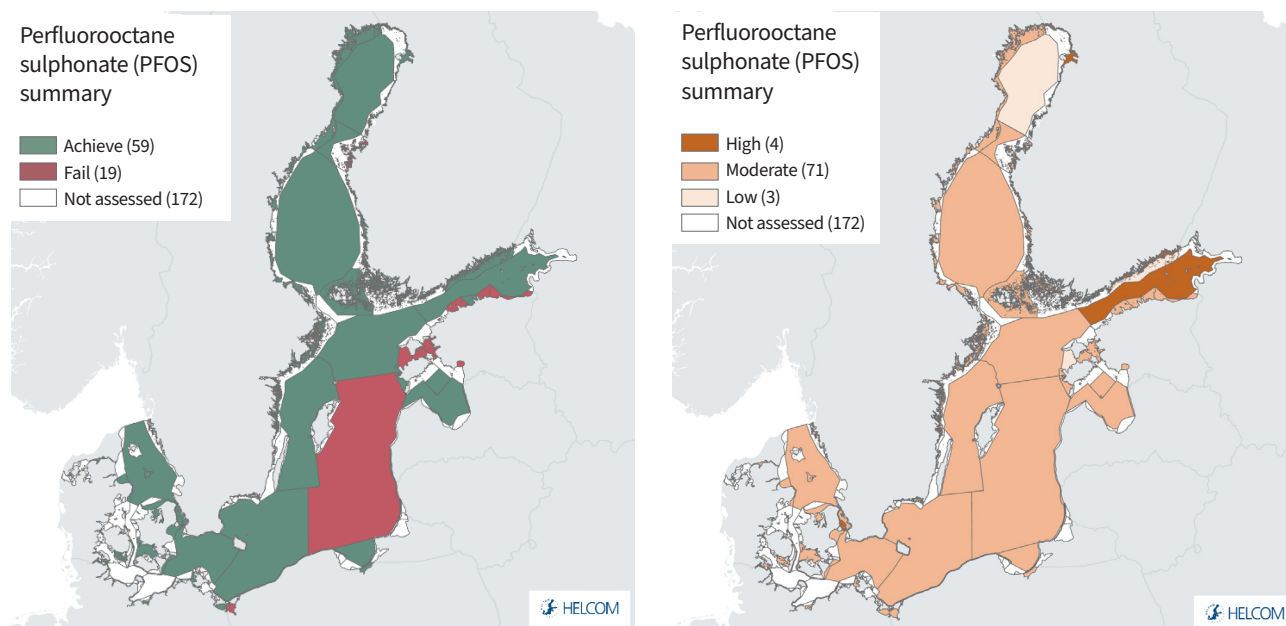 Perfluorooctane
sulphonate (PFOS)
summary
Achieve (59)
Fail (19)
Not assessed (172)
HELCOM
Perfluorooctane
sulphonate (PFOS)
summary
High (4)
Moderate (71)
Low (3)
Not assessed (172)
HELCOM